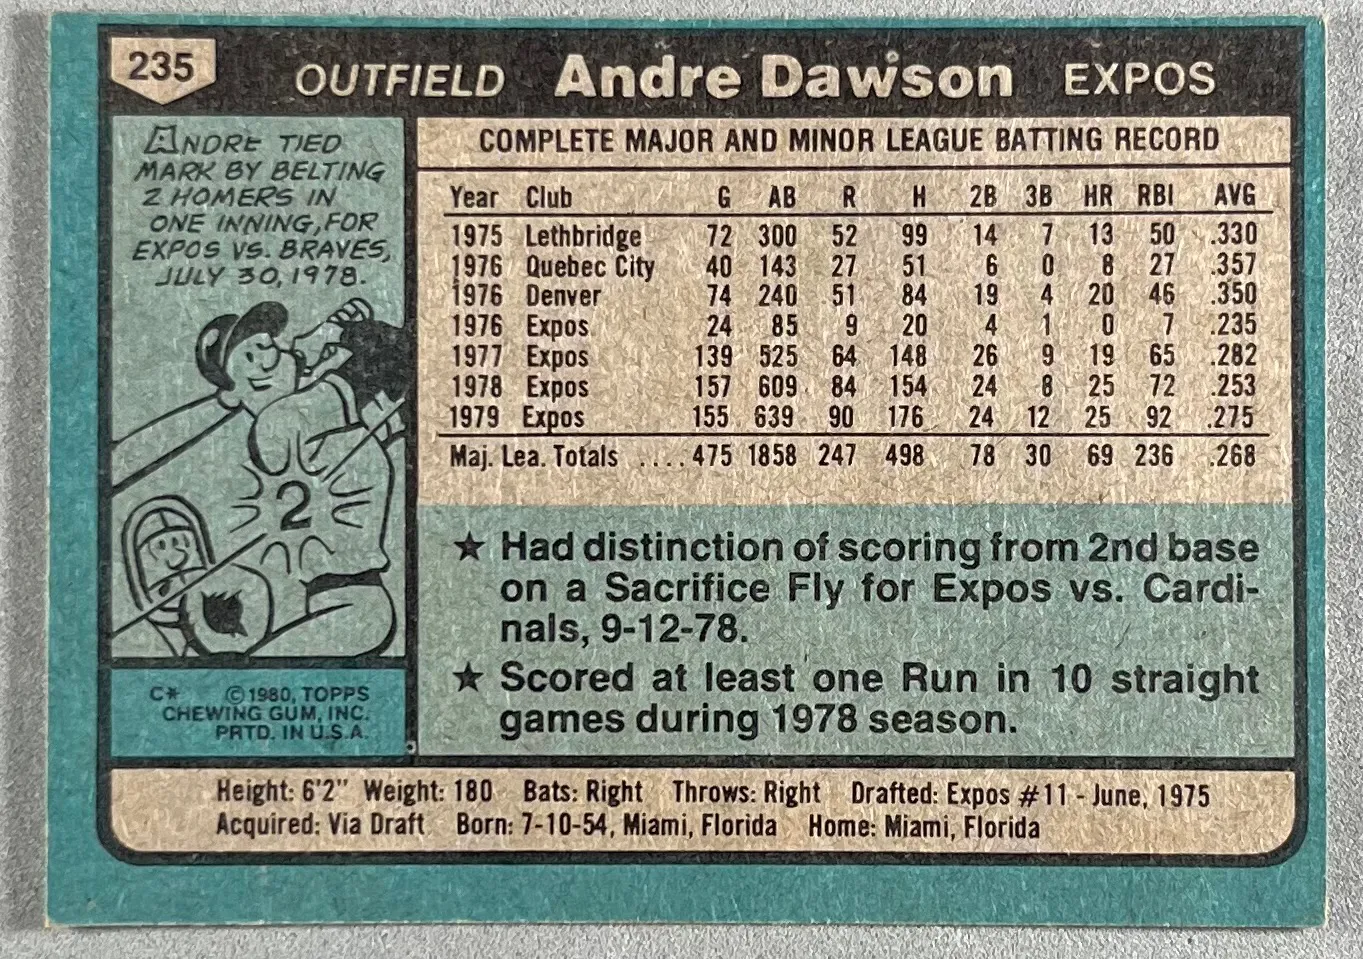 235 OUTFIELD Andre Dawson EXPOS
ANDRE TIED
MARK BY BELTING
2 HOMERS IN
ONE INNING, FOR
EXPOS VS. BRAVES,
JULY 30, 1978.
2
C* © 1980, TOPPS
CHEWING GUM, INC.
PRTD. IN U.S.A.
COMPLETE MAJOR AND MINOR LEAGUE BATTING RECORD
Year Club G AB R H 2B 3B HR RBI AVG
1975 Lethbridge 72 300 52 99 14 7 13 50 .330
1976 Quebec City 40 143 27 51 6 0 8 27 .357
1976 Denver 74 240 51 84 19 4 20 46 .350
1976 Expos 24 85 9 20 4 1 0 7 .235
1977 Expos 139 525 64 148 26 9 19 65 .282
1978 Expos 157 609 84 154 24 8 25 72 .253
1979 Expos 155 639 90 176 24 12 25 92 .275
Maj. Lea. Totals .... 475 1858 247 498 78 30 69 236 .268
★ Had distinction of scoring from 2nd base
on a Sacrifice Fly for Expos vs. Cardi-
nals, 9-12-78.
★ Scored at least one Run in 10 straight
games during 1978 season.
Height: 6'2" Weight: 180 Bats: Right Throws: Right Drafted: Expos #11 - June, 1975
Acquired: Via Draft Born: 7-10-54, Miami, Florida Home: Miami, Florida